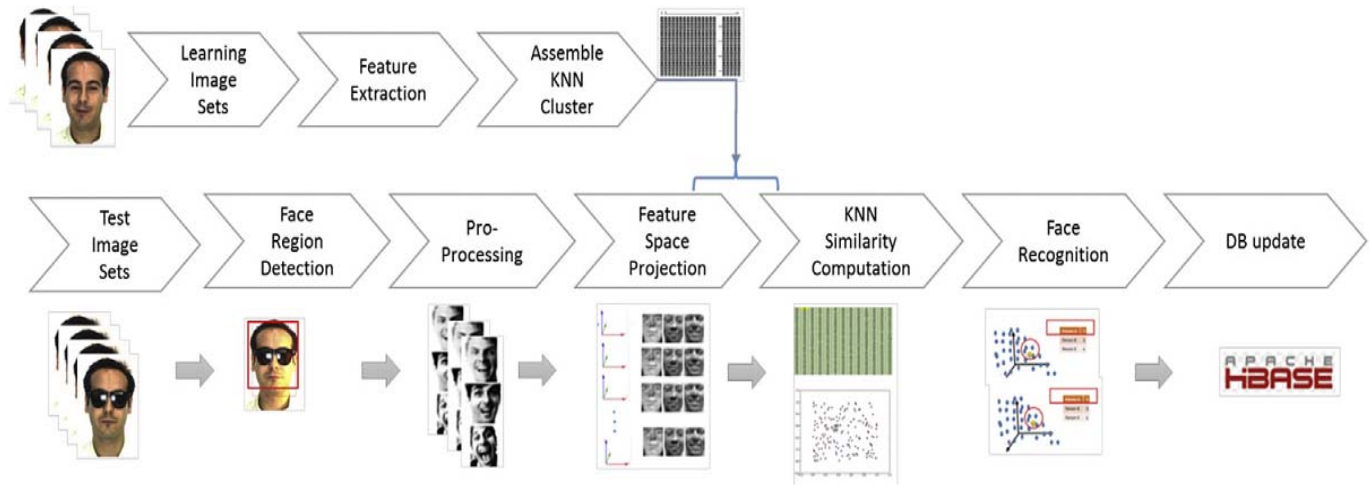 Learning
Image
Sets
Feature
Extraction
Assemble
KNN
Cluster
Test
Image
Sets
Face
Region
Detection
Pro-
Processing
Feature
Space
Projection
KNN
Similarity
Computation
Face
Recognition
DB update
APACHE
HBASE